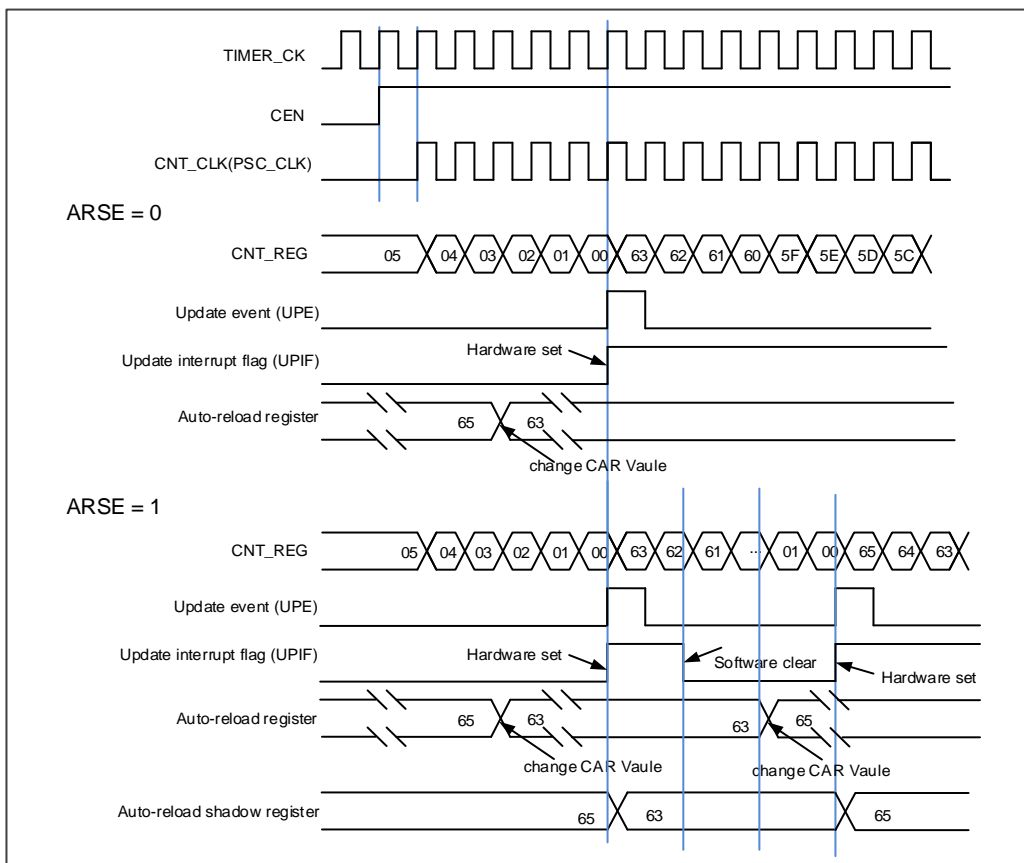 TIMER_CK
CEN
CNT_CLK(PSC_CLK)
ARSE = 0
CNT_REG 05 04 03 02 01 00 63 62 61 60 5F 5E 5D 5C
Update event (UPE)
Update interrupt flag (UPIF) Hardware set
Auto-reload register 65 63
change CAR Vaule
ARSE = 1
CNT_REG 05 04 03 02 01 00 63 62 61 ... 01 00 65 64 63
Update event (UPE)
Update interrupt flag (UPIF) Hardware set Software clear Hardware set
Auto-reload register 65 63 63 65
change CAR Vaule change CAR Vaule
Auto-reload shadow register 65 63 65